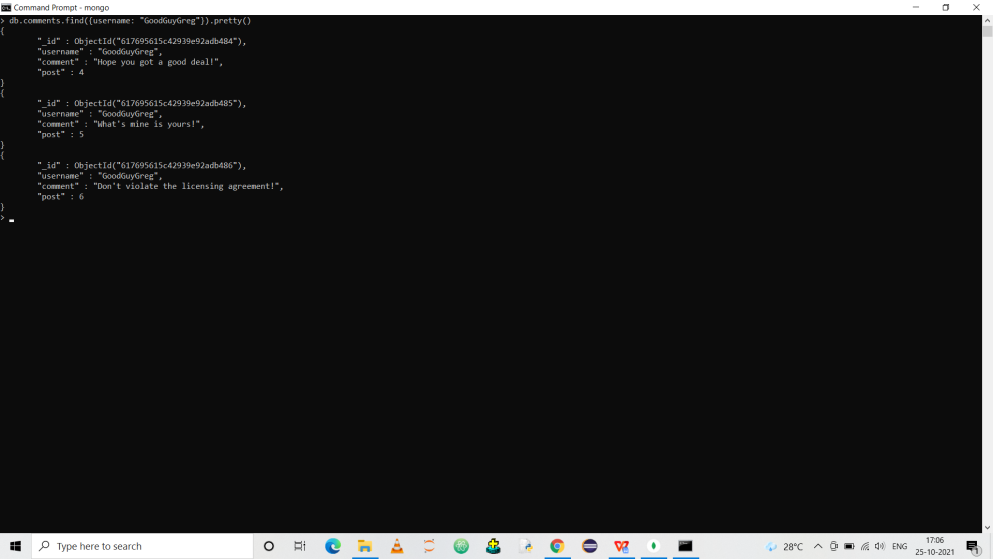 Command Prompt - mongo
> db.comments.find({username: "GoodGuyGreg"}).pretty()
{
"_id" : ObjectId("617695615c42939e92adb484"),
"username" : "GoodGuyGreg",
"comment" : "Hope you got a good deal!",
"post" : 4
}
{
"_id" : ObjectId("617695615c42939e92adb485"),
"username" : "GoodGuyGreg",
"comment" : "What's mine is yours!",
"post" : 5
}
{
"_id" : ObjectId("617695615c42939e92adb486"),
"username" : "GoodGuyGreg",
"comment" : "Don't violate the licensing agreement!",
"post" : 6
}
>
Type here to search
28°C
ENG
17:06
25-10-2021
1